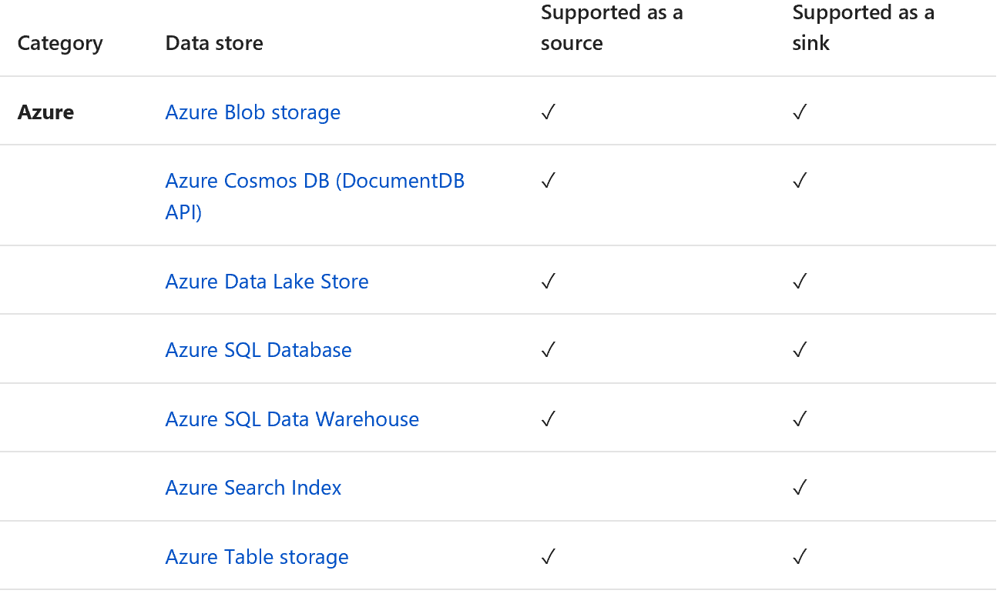 Category Data store Supported as a source Supported as a sink
Azure Azure Blob storage ✓ ✓
Azure Cosmos DB (DocumentDB API) ✓ ✓
Azure Data Lake Store ✓ ✓
Azure SQL Database ✓ ✓
Azure SQL Data Warehouse ✓ ✓
Azure Search Index ✓
Azure Table storage ✓ ✓